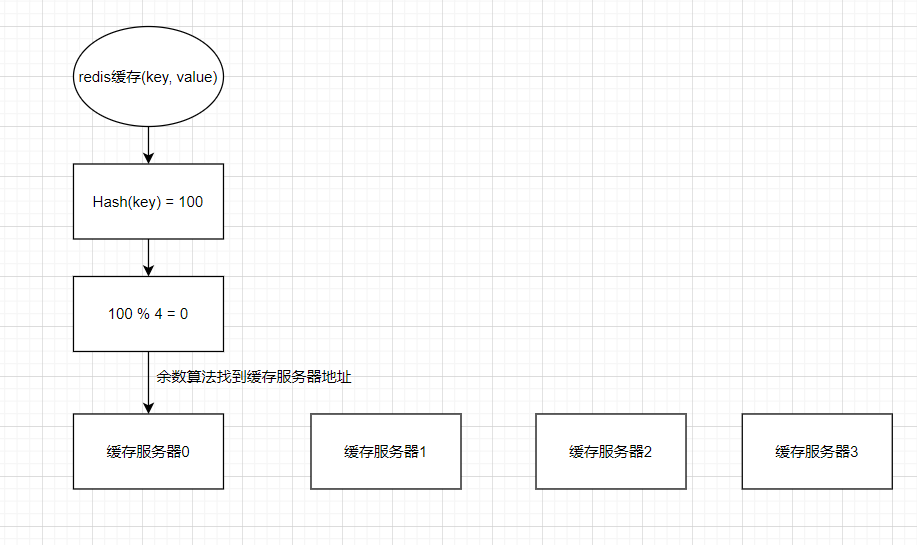 redis缓存(key, value)
Hash(key) = 100
100 % 4 = 0
余数算法找到缓存服务器地址
缓存服务器0
缓存服务器1
缓存服务器2
缓存服务器3